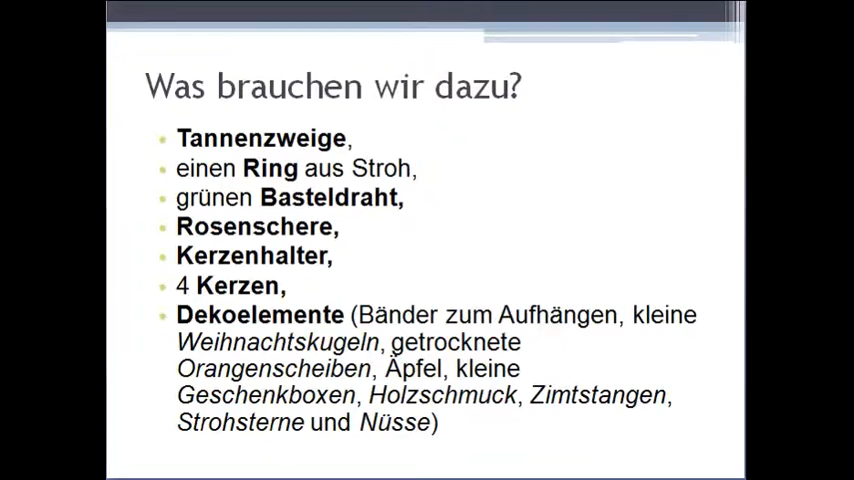 Was brauchen wir dazu?
• Tannenzweige,
• einen Ring aus Stroh,
• grünen Basteldraht,
• Rosenschere,
• Kerzenhalter,
• 4 Kerzen,
• Dekoelemente (Bänder zum Aufhängen, kleine
Weihnachtskugeln, getrocknete
Orangenscheiben, Äpfel, kleine
Geschenkboxen, Holzschmuck, Zimtstangen,
Strohsterne und Nüsse)